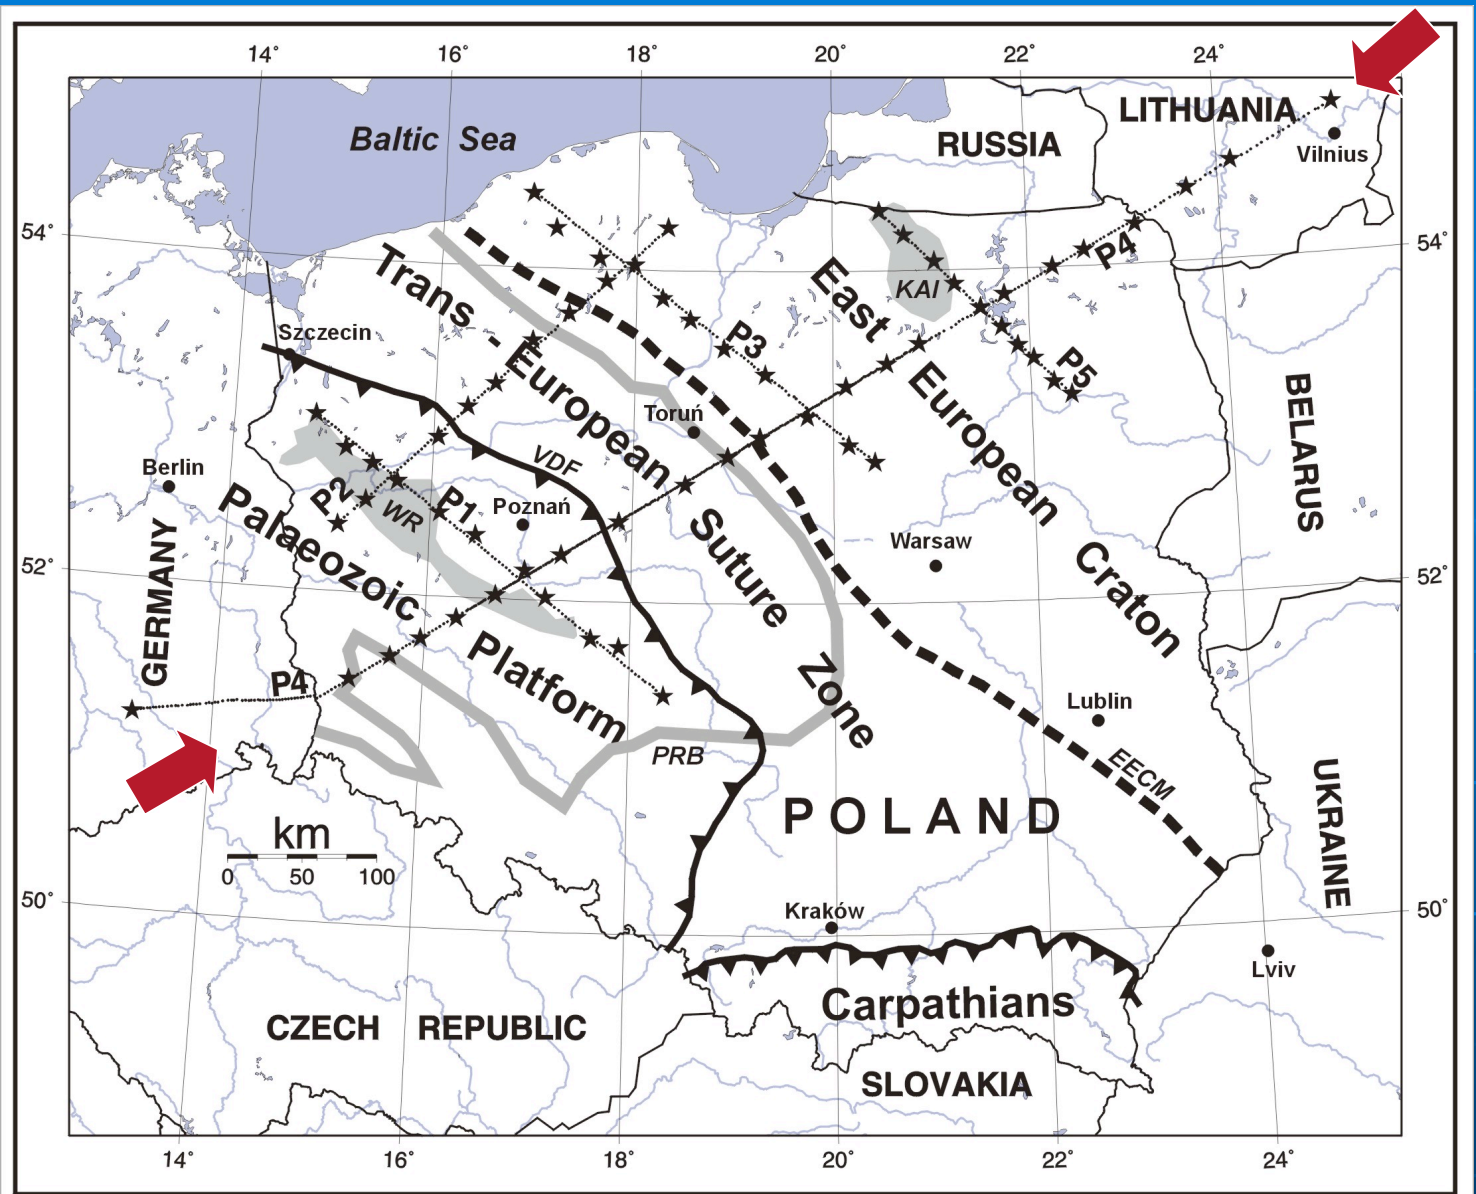 14° 16° 18° 20° 22° 24°
Baltic Sea
RUSSIA
LITHUANIA
Vilnius
54°
54°
P4
KAI
Trans - European Suture Zone
East European Craton
Szczecin
P3
P5
Toruń
BELARUS
Berlin
VDF
P2
WR
P1
Poznań
Palaeozoic Platform
Warsaw
52°
52°
GERMANY
P4
PRB
Lublin
EECM
POLAND
UKRAINE
km
0 50 100
50°
50°
Kraków
Lviv
Carpathians
CZECH REPUBLIC
SLOVAKIA
14° 16° 18° 20° 22° 24°